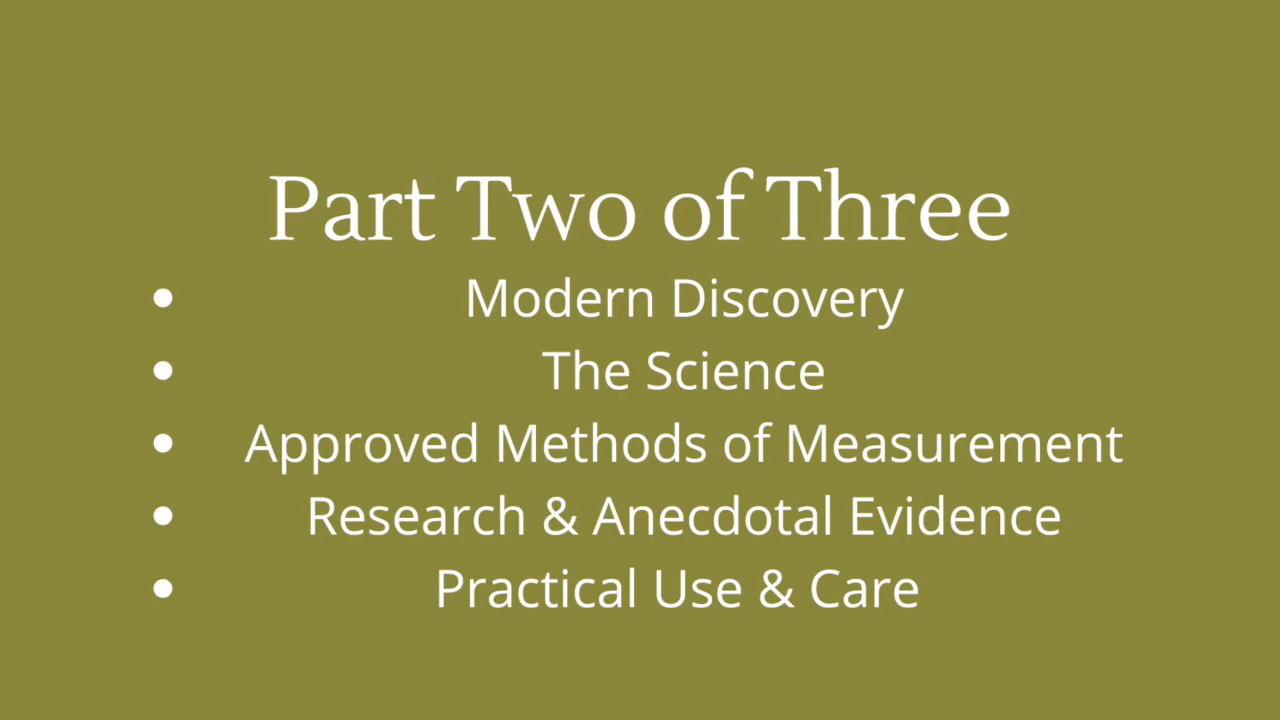 Part Two of Three
• Modern Discovery
• The Science
• Approved Methods of Measurement
• Research & Anecdotal Evidence
• Practical Use & Care